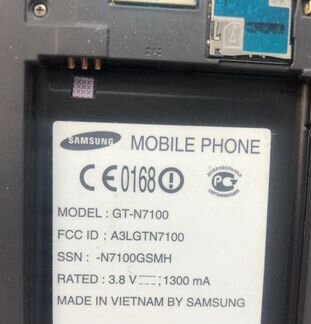 SAMSUNG MOBILE PHONE
CE0168
ДОБРОВОЛЬНАЯ
MODEL : GT-N7100
FCC ID : A3LGTN7100
SSN : -N7100GSMH
RATED : 3.8 V ; 1300 mA
MADE IN VIETNAM BY SAMSUNG